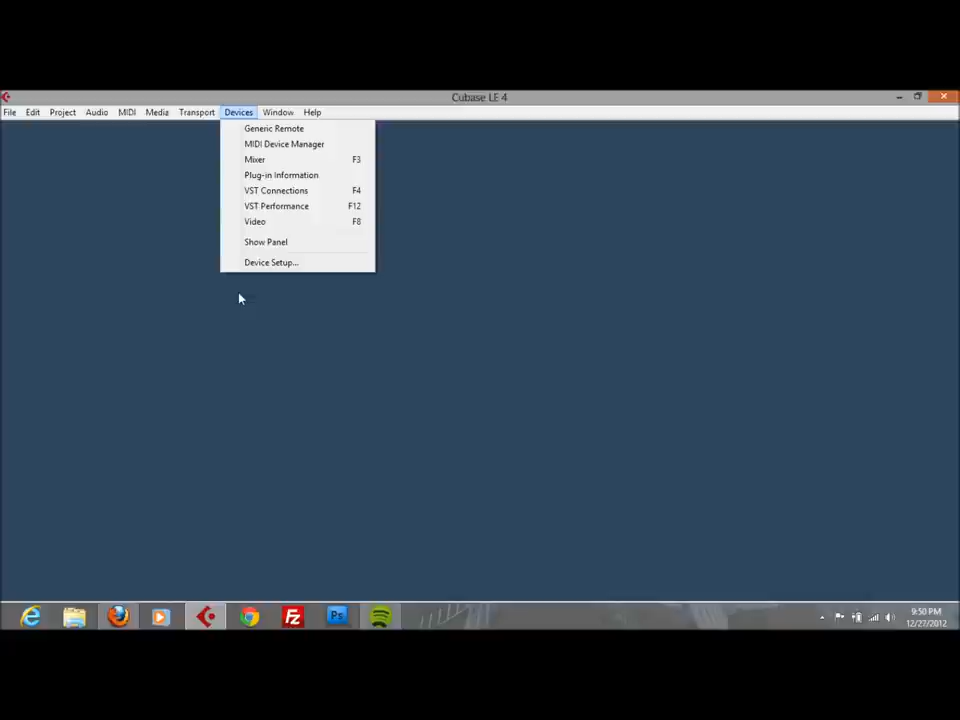 Cubase LE 4
File Edit Project Audio MIDI Media Transport Devices Window Help
Generic Remote
MIDI Device Manager
Mixer F3
Plug-in Information
VST Connections F4
VST Performance F12
Video F8
Show Panel
Device Setup...
Fz Ps
9:50 PM
12/27/2012